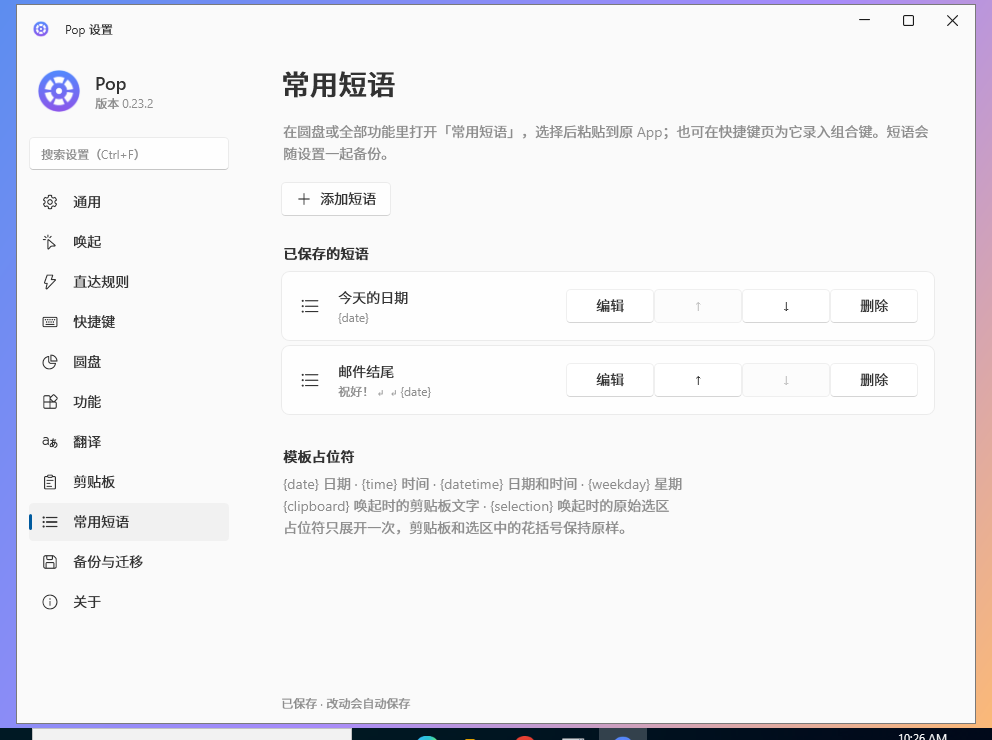 Pop 设置
Pop
版本 0.23.2
搜索设置（Ctrl+F）
通用
唤起
直达规则
快捷键
圆盘
功能
翻译
剪贴板
常用短语
备份与迁移
关于
常用短语
在圆盘或全部功能里打开「常用短语」，选择后粘贴到原 App；也可在快捷键页为它录入组合键。短语会
随设置一起备份。
＋ 添加短语
已保存的短语
今天的日期
{date}
编辑 ↑ ↓ 删除
邮件结尾
祝好！ ↲ ↲ {date}
编辑 ↑ ↓ 删除
模板占位符
{date} 日期 · {time} 时间 · {datetime} 日期和时间 · {weekday} 星期
{clipboard} 唤起时的剪贴板文字 · {selection} 唤起时的原始选区
占位符只展开一次，剪贴板和选区中的花括号保持原样。
已保存 · 改动会自动保存
10:26 AM